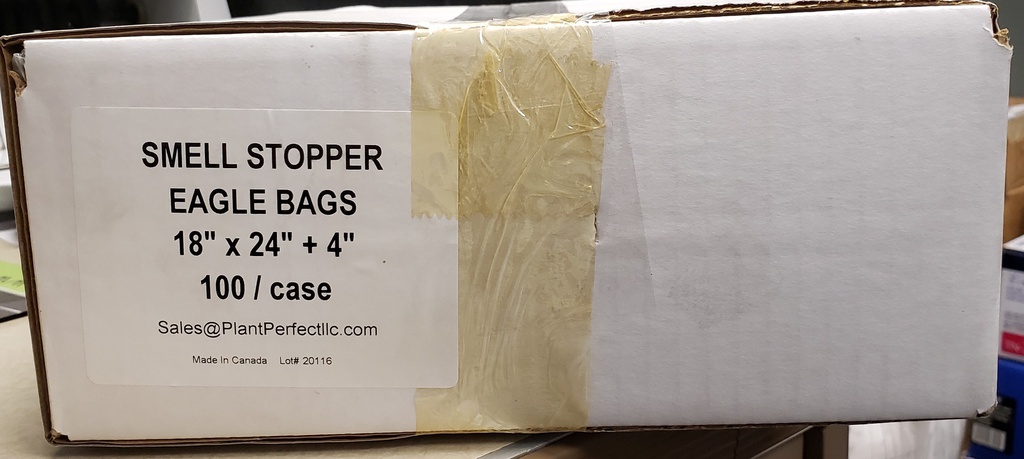 SMELL STOPPER
EAGLE BAGS
18" x 24" + 4"
100 / case
Sales@PlantPerfectllc.com
Made In Canada Lot# 20116